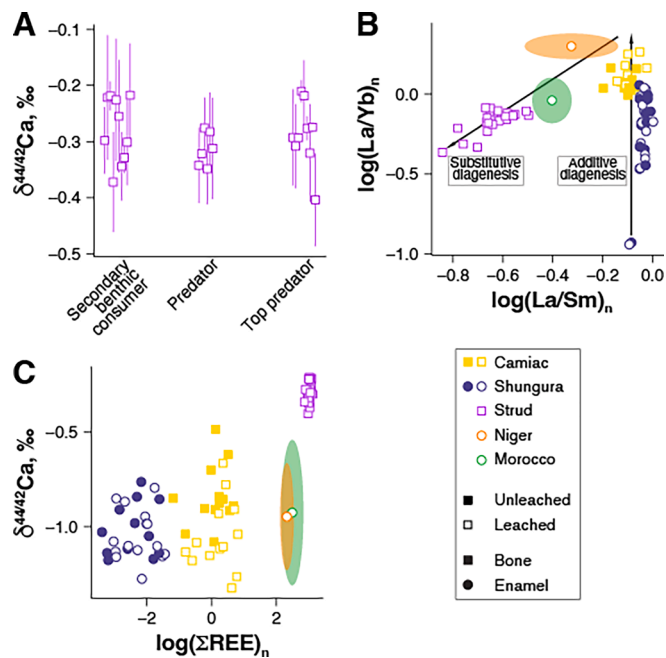 A
−0.1
−0.2
−0.3
−0.4
−0.5
δ44/42Ca, ‰
Secondary
benthic
consumer
Predator
Top predator
B
0.5
0.0
−0.5
−1.0
log(La/Yb)n
Substitutive
diagenesis
Additive
diagenesis
−0.8
−0.6
−0.4
−0.2
0.0
log(La/Sm)n
C
−0.5
−1.0
δ44/42Ca, ‰
−2
0
2
log(ΣREE)n
Camiac
Shungura
Strud
Niger
Morocco
Unleached
Leached
Bone
Enamel